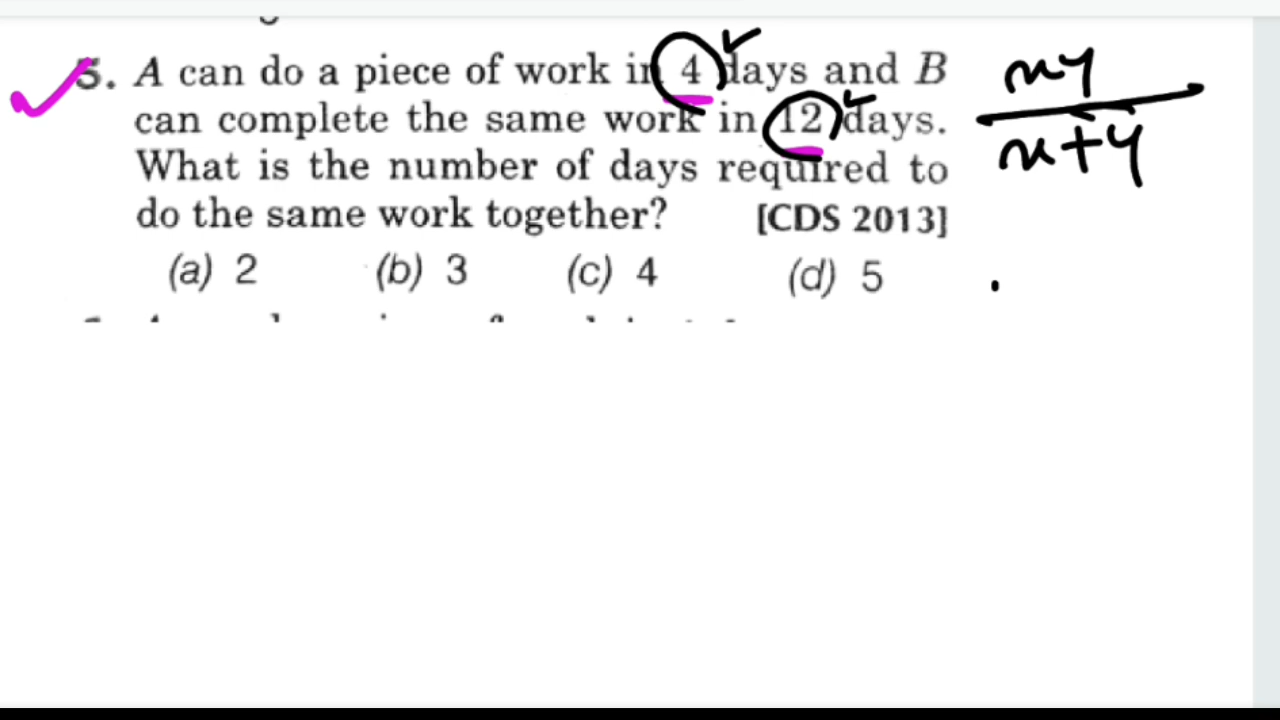 5. A can do a piece of work in 4 days and B
can complete the same work in 12 days.
What is the number of days required to
do the same work together? [CDS 2013]
(a) 2 (b) 3 (c) 4 (d) 5
xy
x+y